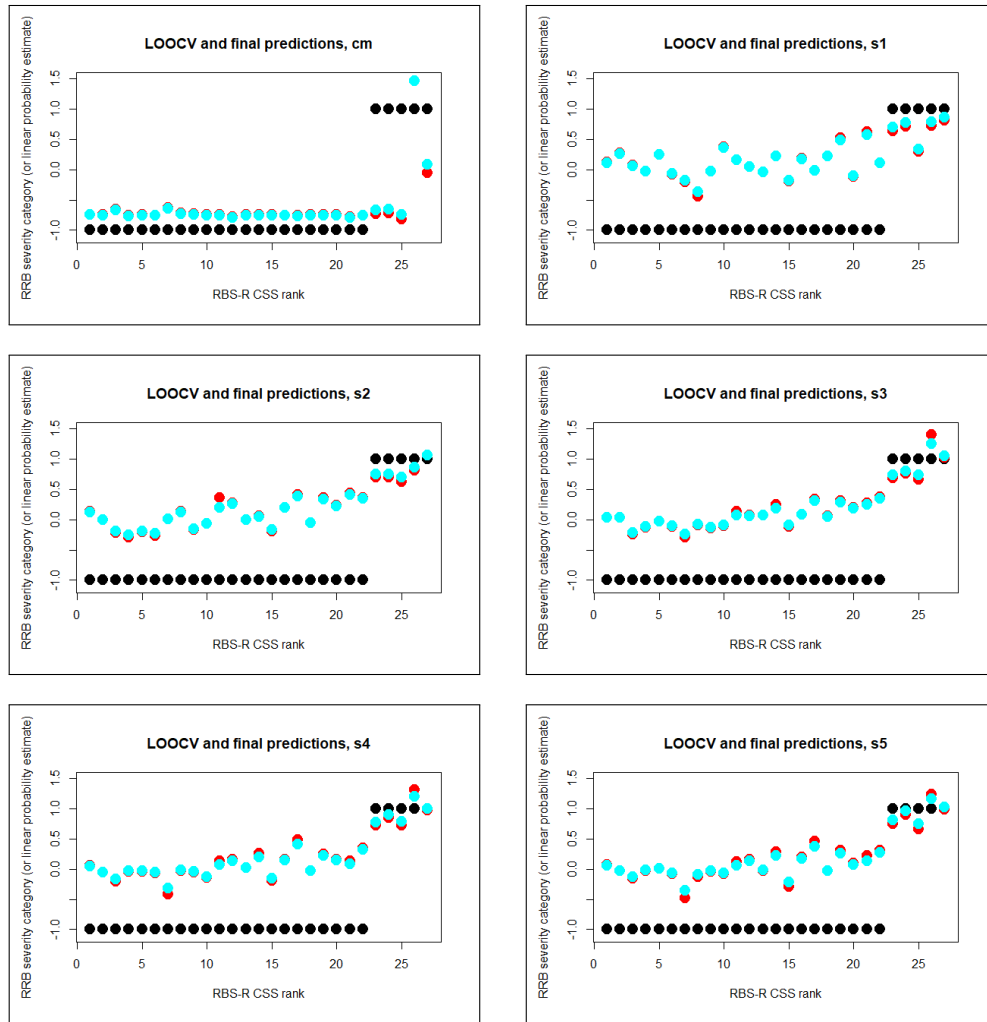 LOOCV and final predictions, cm
RRB severity category (or linear probability estimate)
1.5
1.0
0.5
0.0
-1.0
0 5 10 15 20 25
RBS-R CSS rank
LOOCV and final predictions, s1
RRB severity category (or linear probability estimate)
1.5
1.0
0.5
0.0
-1.0
0 5 10 15 20 25
RBS-R CSS rank
LOOCV and final predictions, s2
RRB severity category (or linear probability estimate)
1.5
1.0
0.5
0.0
-1.0
0 5 10 15 20 25
RBS-R CSS rank
LOOCV and final predictions, s3
RRB severity category (or linear probability estimate)
1.5
1.0
0.5
0.0
-1.0
0 5 10 15 20 25
RBS-R CSS rank
LOOCV and final predictions, s4
RRB severity category (or linear probability estimate)
1.5
1.0
0.5
0.0
-1.0
0 5 10 15 20 25
RBS-R CSS rank
LOOCV and final predictions, s5
RRB severity category (or linear probability estimate)
1.5
1.0
0.5
0.0
-1.0
0 5 10 15 20 25
RBS-R CSS rank